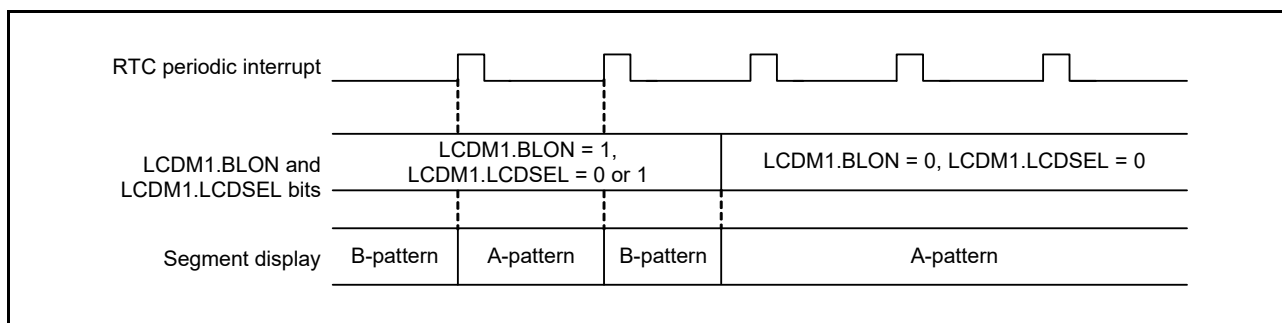 RTC periodic interrupt
LCDM1.BLON and
LCDM1.LCDSEL bits
LCDM1.BLON = 1,
LCDM1.LCDSEL = 0 or 1
LCDM1.BLON = 0, LCDM1.LCDSEL = 0
Segment display
B-pattern
A-pattern
B-pattern
A-pattern